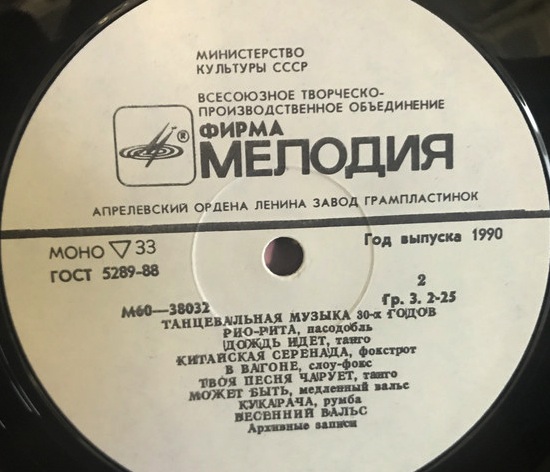 МИНИСТЕРСТВО
КУЛЬТУРЫ СССР
ВСЕСОЮЗНОЕ ТВОРЧЕСКО-
ПРОИЗВОДСТВЕННОЕ ОБЪЕДИНЕНИЕ
®
ФИРМА
МЕЛОДИЯ
АПРЕЛЕВСКИЙ ОРДЕНА ЛЕНИНА ЗАВОД ГРАМПЛАСТИНОК
МОНО ▽ 33
Год выпуска 1990
ГОСТ 5289-88
2
М60—38032
Гр. 3. 2-25
ТАНЦЕВАЛЬНАЯ МУЗЫКА 30-х ГОДОВ
РИО-РИТА, пасодобль
ДОЖДЬ ИДЕТ, танго
КИТАЙСКАЯ СЕРЕНАДА, фокстрот
В ВАГОНЕ, слоу-фокс
ТВОЯ ПЕСНЯ ЧАРУЕТ, танго
МОЖЕТ БЫТЬ, медленный вальс
КУКАРАЧА, румба
ВЕСЕННИЙ ВАЛЬС
Архивные записи